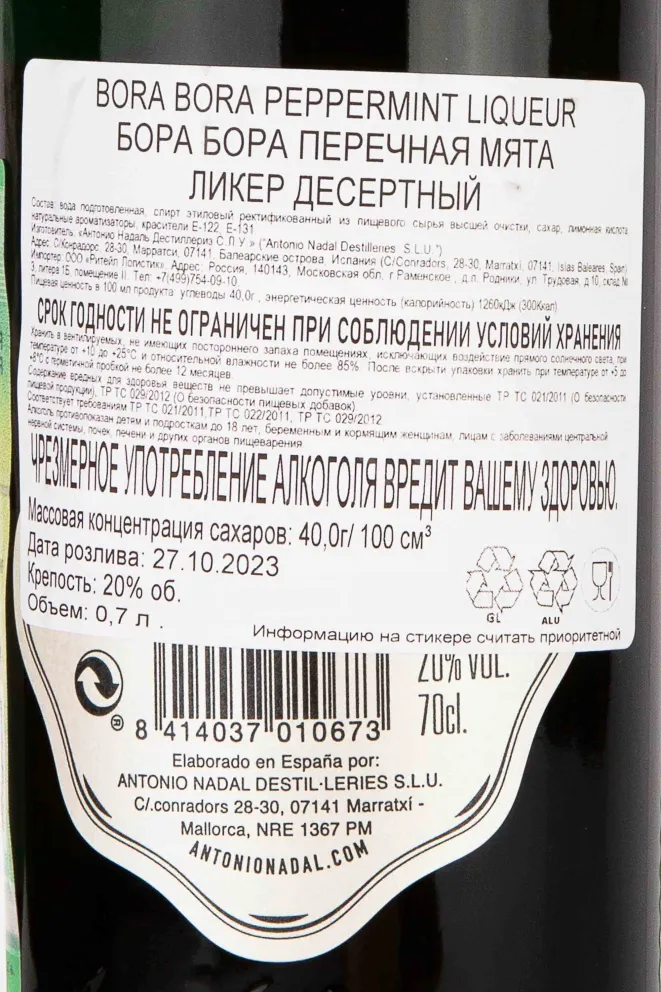 BORA BORA PEPPERMINT LIQUEUR
БОРА БОРА ПЕРЕЧНАЯ МЯТА
ЛИКЕР ДЕСЕРТНЫЙ
Состав: вода подготовленная, спирт этиловый ректификованный из пищевого сырья высшей очистки, сахар, лимонная кислота
натуральные ароматизаторы, красители Е-122, Е-131
Изготовитель: «Антонио Надаль Дестиллериз С.Л.У.» ("Antonio Nadal Destilleries S.L.U.")
Адрес: С/Конрадорс, 28-30, Марратси, 07141, Балеарские острова, Испания (C/Conradors, 28-30, Marratxi, 07141, Islas Baleares, Spain)
Импортер: ООО «Ритейл Логистик», Адрес: Россия, 140143, Московская обл, г Раменское, д.п. Родники, ул. Трудовая, д.10, склад №
3, литера 1Б, помещение II. Тел: +7(499)754-09-10.
Пищевая ценность в 100 мл продукта: углеводы 40,0г., энергетическая ценность (калорийность) 1260кДж (300Ккал)
СРОК ГОДНОСТИ НЕ ОГРАНИЧЕН ПРИ СОБЛЮДЕНИИ УСЛОВИЙ ХРАНЕНИЯ
Хранить в вентилируемых, не имеющих постороннего запаха помещениях, исключающих воздействие прямого солнечного света, при
температуре от +10 до +25°С и относительной влажности не более 85%. После вскрытия упаковки хранить при температуре от +5 до
+8°С с герметичной пробкой не более 12 месяцев.
Содержание вредных для здоровья веществ не превышает допустимые уровни, установленные ТР ТС 021/2011 (О безопасности
пищевой продукции), ТР ТС 029/2012 (О безопасности пищевых добавок)
Соответствует требованиям ТР ТС 021/2011,ТР ТС 022/2011, ТР ТС 029/2012
Алкоголь противопоказан детям и подросткам до 18 лет, беременным и кормящим женщинам, лицам с заболеваниями центральной
нервной системы, почек, печени и других органов пищеварения.
ЧРЕЗМЕРНОЕ УПОТРЕБЛЕНИЕ АЛКОГОЛЯ ВРЕДИТ ВАШЕМУ ЗДОРОВЬЮ.
Массовая концентрация сахаров: 40,0г/ 100 см³
Дата розлива: 27.10.2023
Крепость: 20% об.
Объем: 0,7 л .
GL ALU
Информацию на стикере считать приоритетной
20% VOL.
70cl.
®
8 414037 010673
Elaborado en España por:
ANTONIO NADAL DESTIL·LERIES S.L.U.
C/.conradors 28-30, 07141 Marratxí -
Mallorca, NRE 1367 PM
ANTONIONADAL.COM